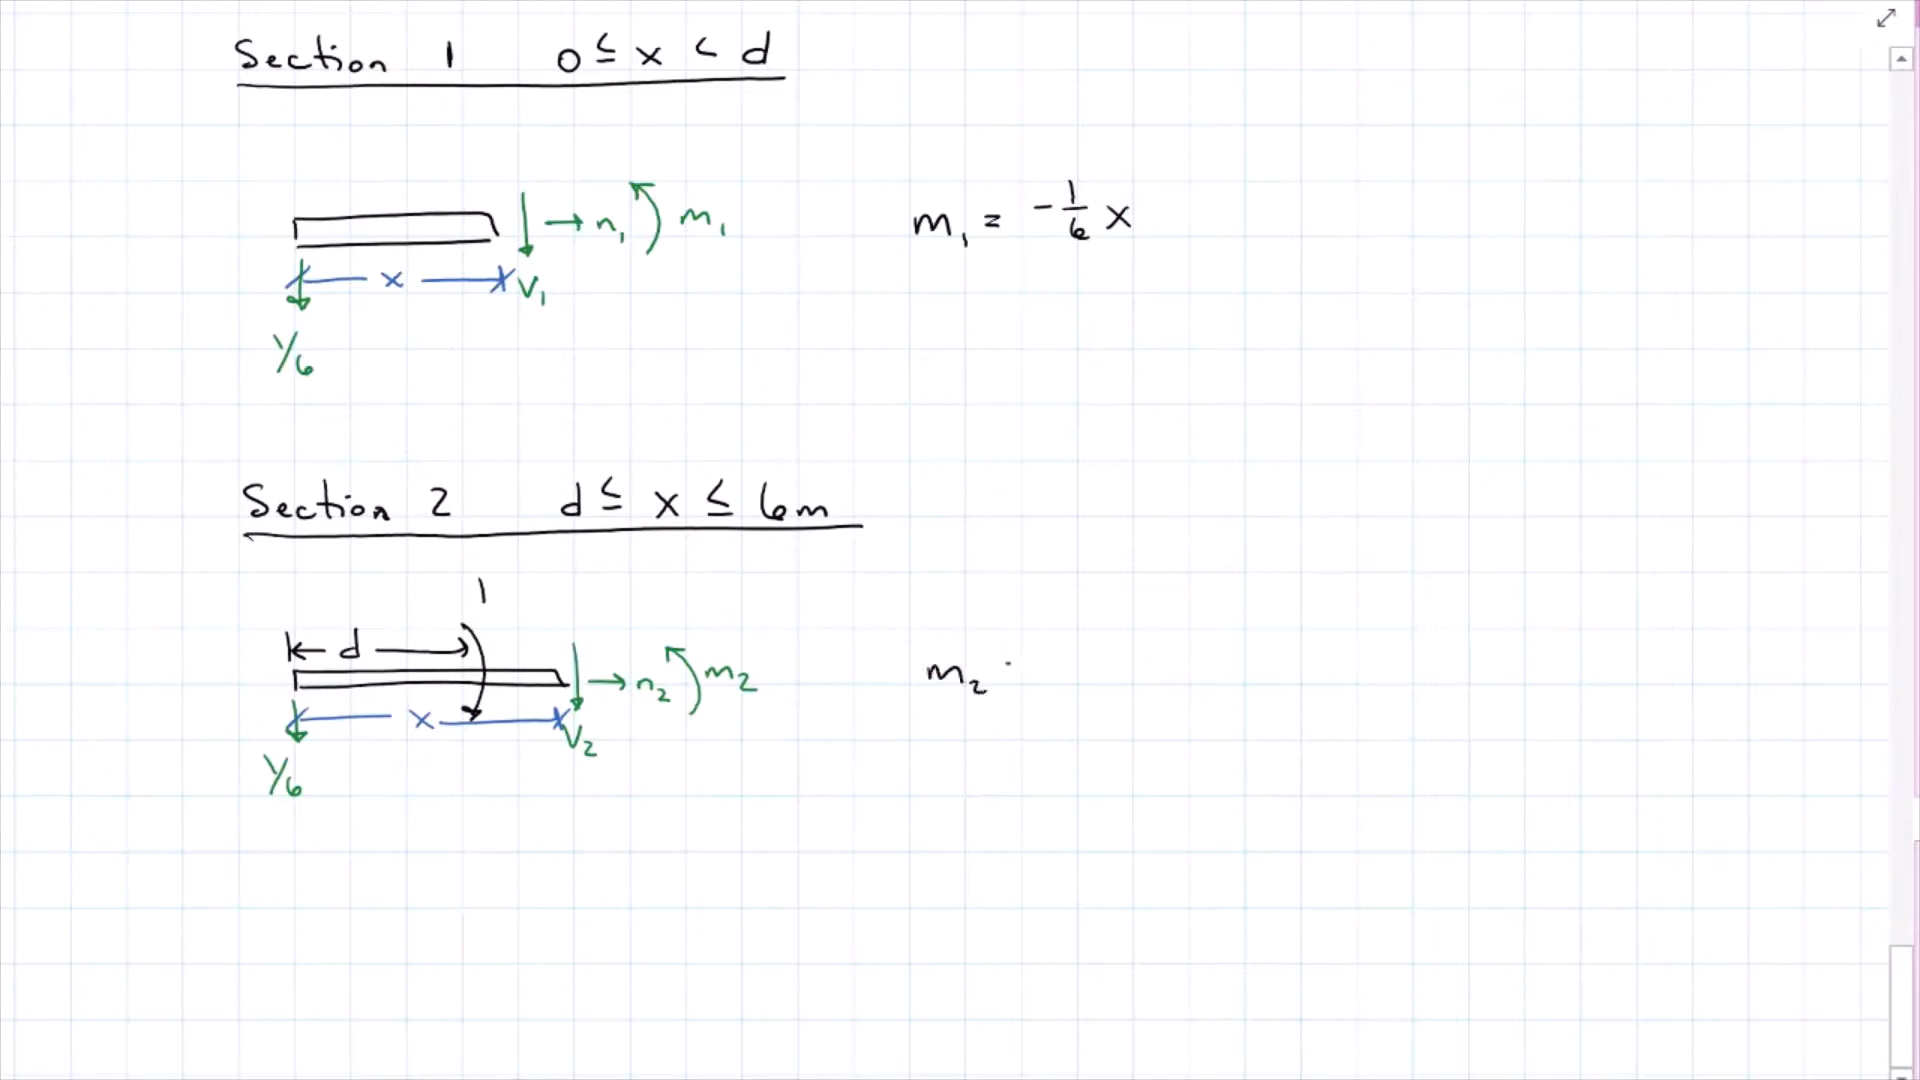 Section 1 0 ≤ x < d
→ n₁ m₁
m₁ = -1/6 x
x
V₁
1/6
Section 2 d ≤ x ≤ 6m
1
d
→ n₂ m₂
m₂
x
V₂
1/6